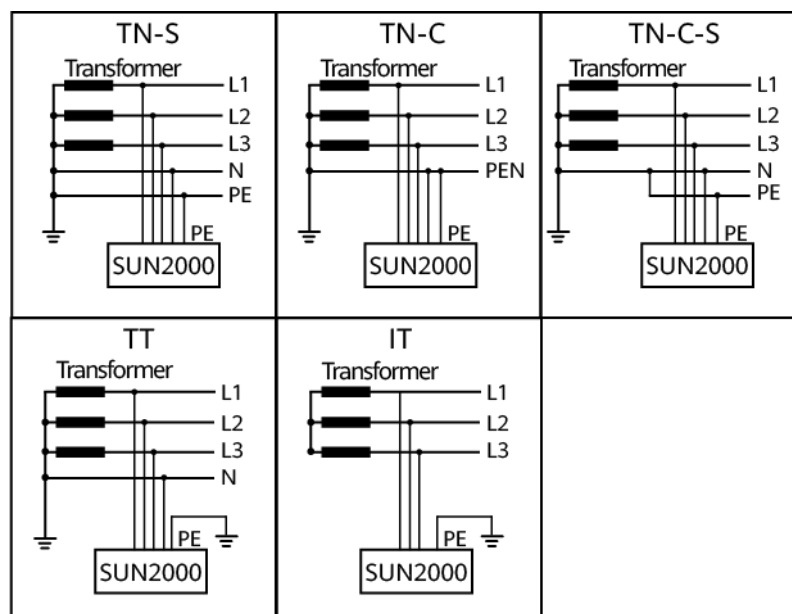 TN-S
Transformer
L1
L2
L3
N
PE
PE
SUN2000
TN-C
Transformer
L1
L2
L3
PEN
PE
SUN2000
TN-C-S
Transformer
L1
L2
L3
N
PE
PE
SUN2000
TT
Transformer
L1
L2
L3
N
PE
SUN2000
IT
Transformer
L1
L2
L3
PE
SUN2000